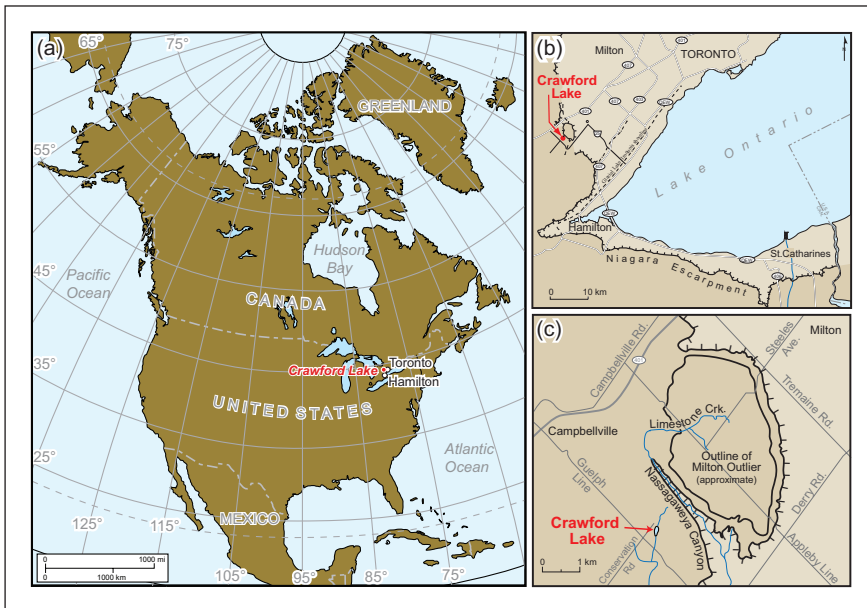 (a)
65°
75°
55°
45°
35°
25°
GREENLAND
Hudson
Bay
Pacific
Ocean
CANADA
Crawford Lake
Toronto
Hamilton
UNITED STATES
Atlantic
Ocean
MEXICO
125°
115°
105°
95°
85°
75°
0
1000 mi
0
1000 km
(b)
Milton
TORONTO
Crawford
Lake
Lake Ontario
Hamilton
St.Catharines
Niagara Escarpment
0
10 km
(c)
Campbellville Rd.
401
Steeles
Ave.
Milton
Tremaine Rd.
Limestone Crk.
Campbellville
Outline of
Milton Outlier
(approximate)
Guelph
Line
Nassagaweya Canyon
Derry Rd.
Crawford
Lake
Conservation
Rd
Appleby Line
0
1 km